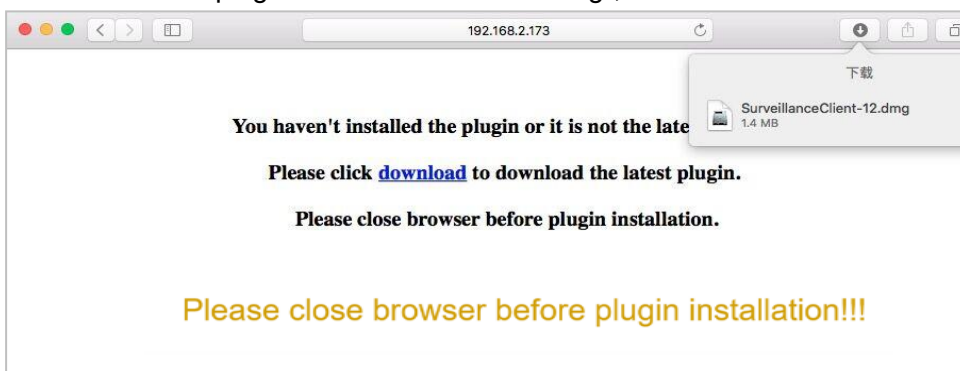 192.168.2.173
下载
SurveillanceClient-12.dmg
1.4 MB
You haven't installed the plugin or it is not the late
Please click download to download the latest plugin.
Please close browser before plugin installation.
Please close browser before plugin installation!!!